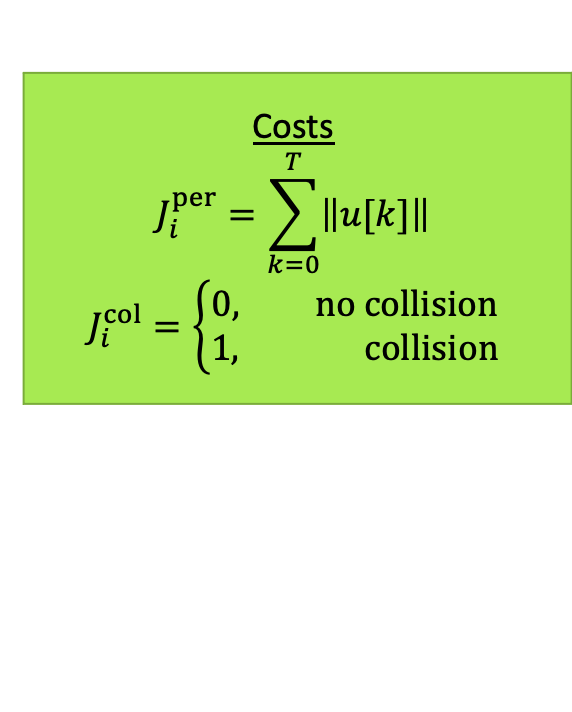 Costs
J_i^per = ∑_{k=0}^{T} ‖u[k]‖
J_i^col = {0, no collision
1, collision